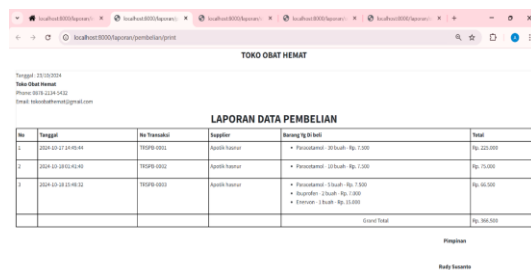 localhost:8000/laporan/pembelian/print
TOKO OBAT HEMAT
Tanggal : 23/10/2024
Toko Obat Hemat
Phone: 0878-2134-5432
Email: tokoobathemat@gmail.com
LAPORAN DATA PEMBELIAN
No Tanggal No Transaksi Supplier Barang Yg Di beli Total
1 2024-10-17 14:45:44 TRSPB-0001 Apotik hasnur Paracetamol - 30 buah - Rp. 7.500 Rp. 225.000
2 2024-10-18 01:41:40 TRSPB-0002 Apotik hasnur Paracetamol - 10 buah - Rp. 7.500 Rp. 75.000
3 2024-10-18 15:48:32 TRSPB-0003 Apotik hasnur Paracetamol - 5 buah - Rp. 7.500 Rp. 66.500
Ibuprofen - 2 buah - Rp. 7.000
Enervon - 1 buah - Rp. 15.000
Grand Total Rp. 366.500
Pimpinan
Rudy Susanto